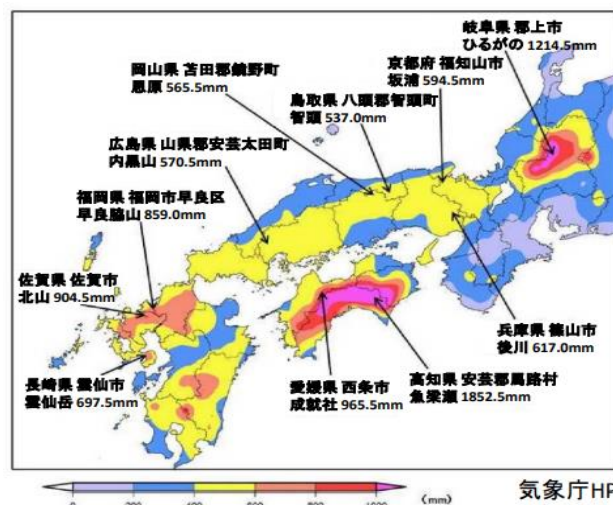 岐阜県 郡上市
ひるがの 1214.5mm
京都府 福知山市
坂浦 594.5mm
岡山県 苫田郡鏡野町
恩原 565.5mm
鳥取県 八頭郡智頭町
智頭 537.0mm
広島県 山県郡安芸太田町
内黒山 570.5mm
福岡県 福岡市早良区
早良脇山 859.0mm
佐賀県 佐賀市
北山 904.5mm
長崎県 雲仙市
雲仙岳 697.5mm
愛媛県 西条市
成就社 965.5mm
高知県 安芸郡馬路村
魚梁瀬 1852.5mm
兵庫県 篠山市
後川 617.0mm
0 200 400 600 800 1000 (mm)
気象庁HP